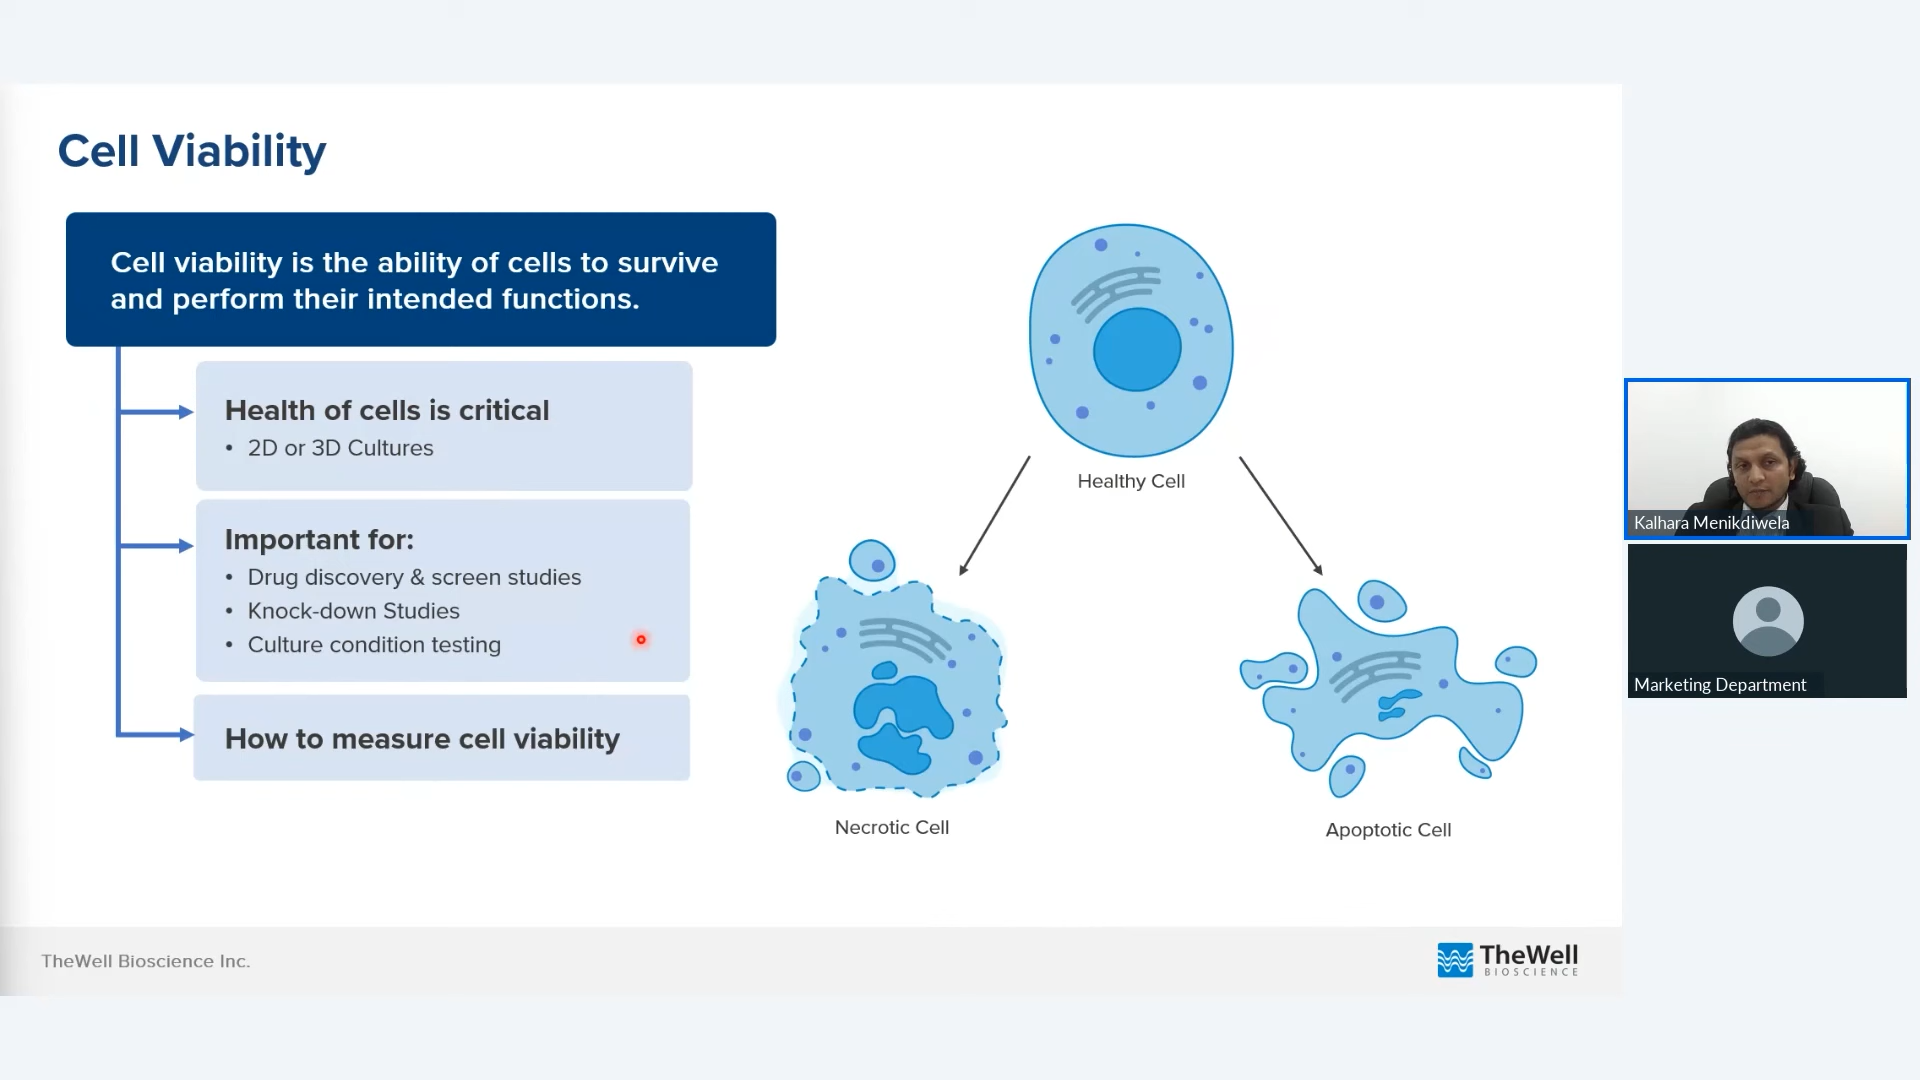 Cell Viability
Cell viability is the ability of cells to survive
and perform their intended functions.
Health of cells is critical
• 2D or 3D Cultures
Important for:
• Drug discovery & screen studies
• Knock-down Studies
• Culture condition testing
How to measure cell viability
Healthy Cell
Necrotic Cell
Apoptotic Cell
Kalhara Menikdiwela
Marketing Department
TheWell Bioscience Inc.
TheWell
BIOSCIENCE